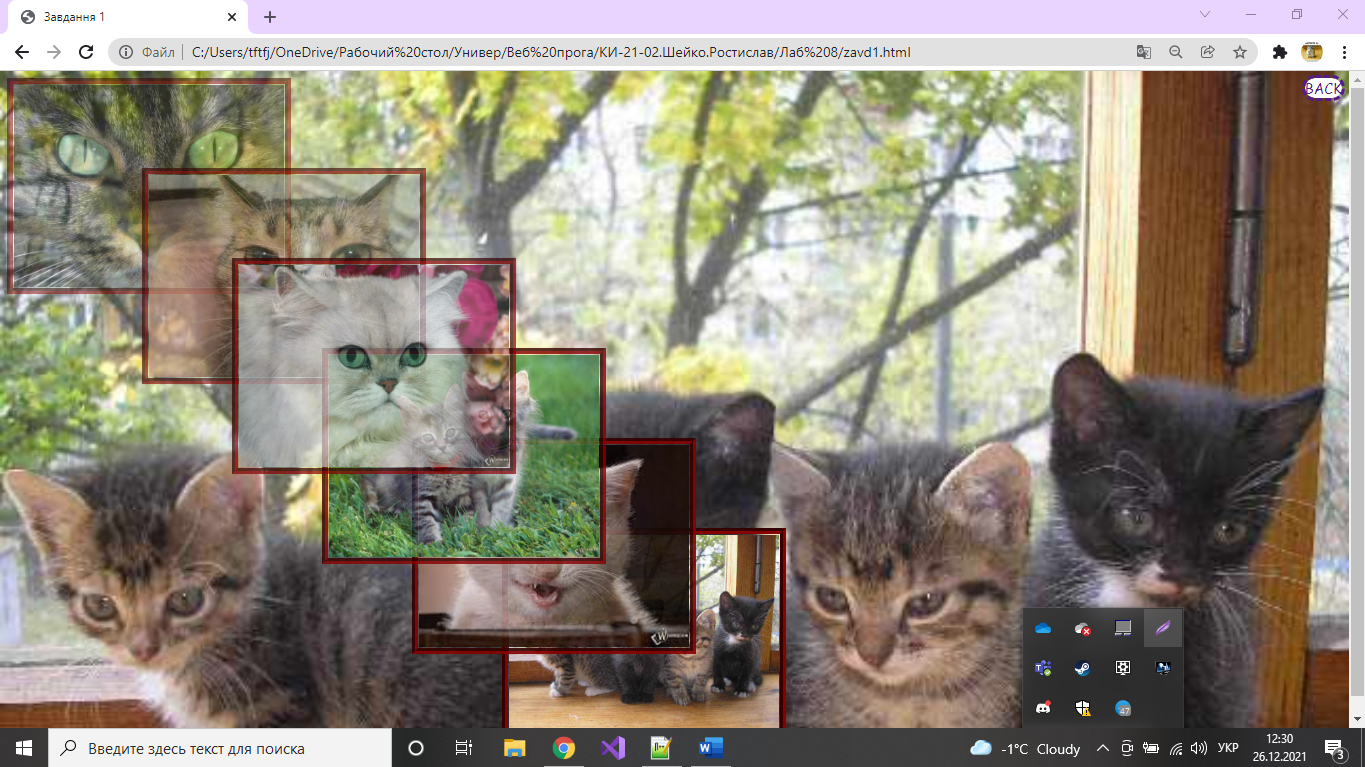 Завдання 1
Файл
C:/Users/tftfj/OneDrive/Рабочий%20стол/Универ/Веб%20прога/КИ-21-02.Шейко.Ростислав/Лаб%208/zavd1.html
BACK
47
Введите здесь текст для поиска
-1°C Cloudy
УКР
12:30
26.12.2021
3